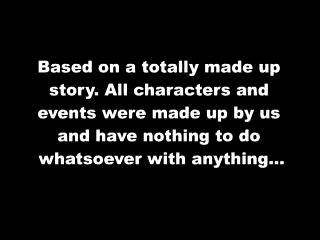 Based on a totally made up
story. All characters and
events were made up by us
and have nothing to do
whatsoever with anything...